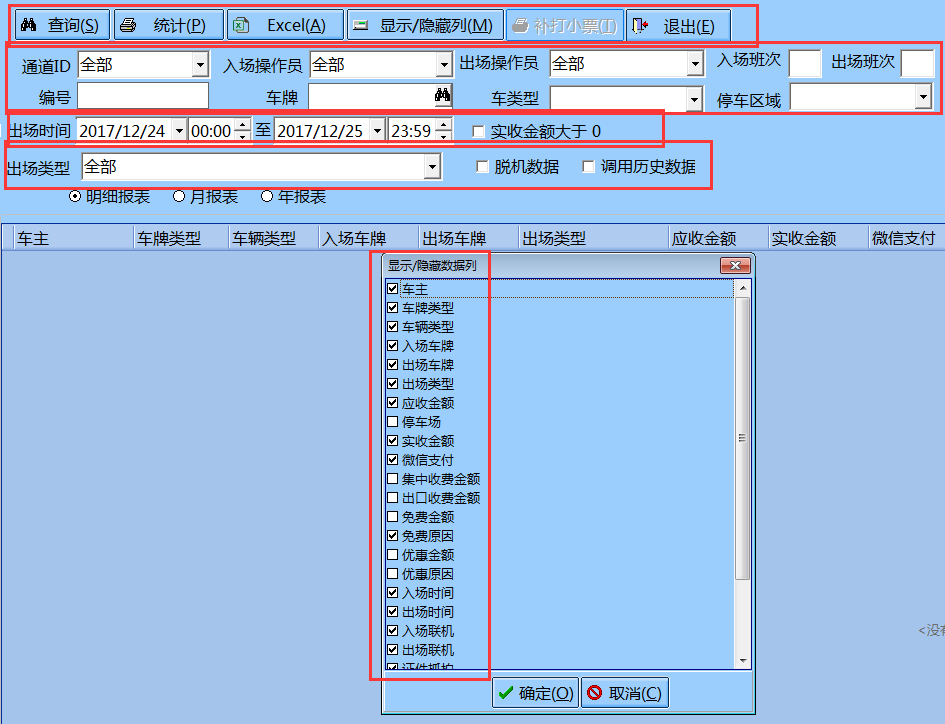 查询(S) 统计(P) Excel(A) 显示/隐藏列(M) 补打小票(I) 退出(E)
通道ID 全部 入场操作员 全部 出场操作员 全部 入场班次 出场班次
编号 车牌 车类型 停车区域
出场时间 2017/12/24 00:00 至 2017/12/25 23:59 实收金额大于 0
出场类型 全部 脱机数据 调用历史数据
明细报表 月报表 年报表
车主 车牌类型 车辆类型 入场车牌 出场车牌 出场类型 应收金额 实收金额 微信支付
显示/隐藏数据列
车主
车牌类型
车辆类型
入场车牌
出场车牌
出场类型
应收金额
停车场
实收金额
微信支付
集中收费金额
出口收费金额
免费金额
免费原因
优惠金额
优惠原因
入场时间
出场时间
<没有
入场联机
出场联机
证件抓拍
确定(O) 取消(C)